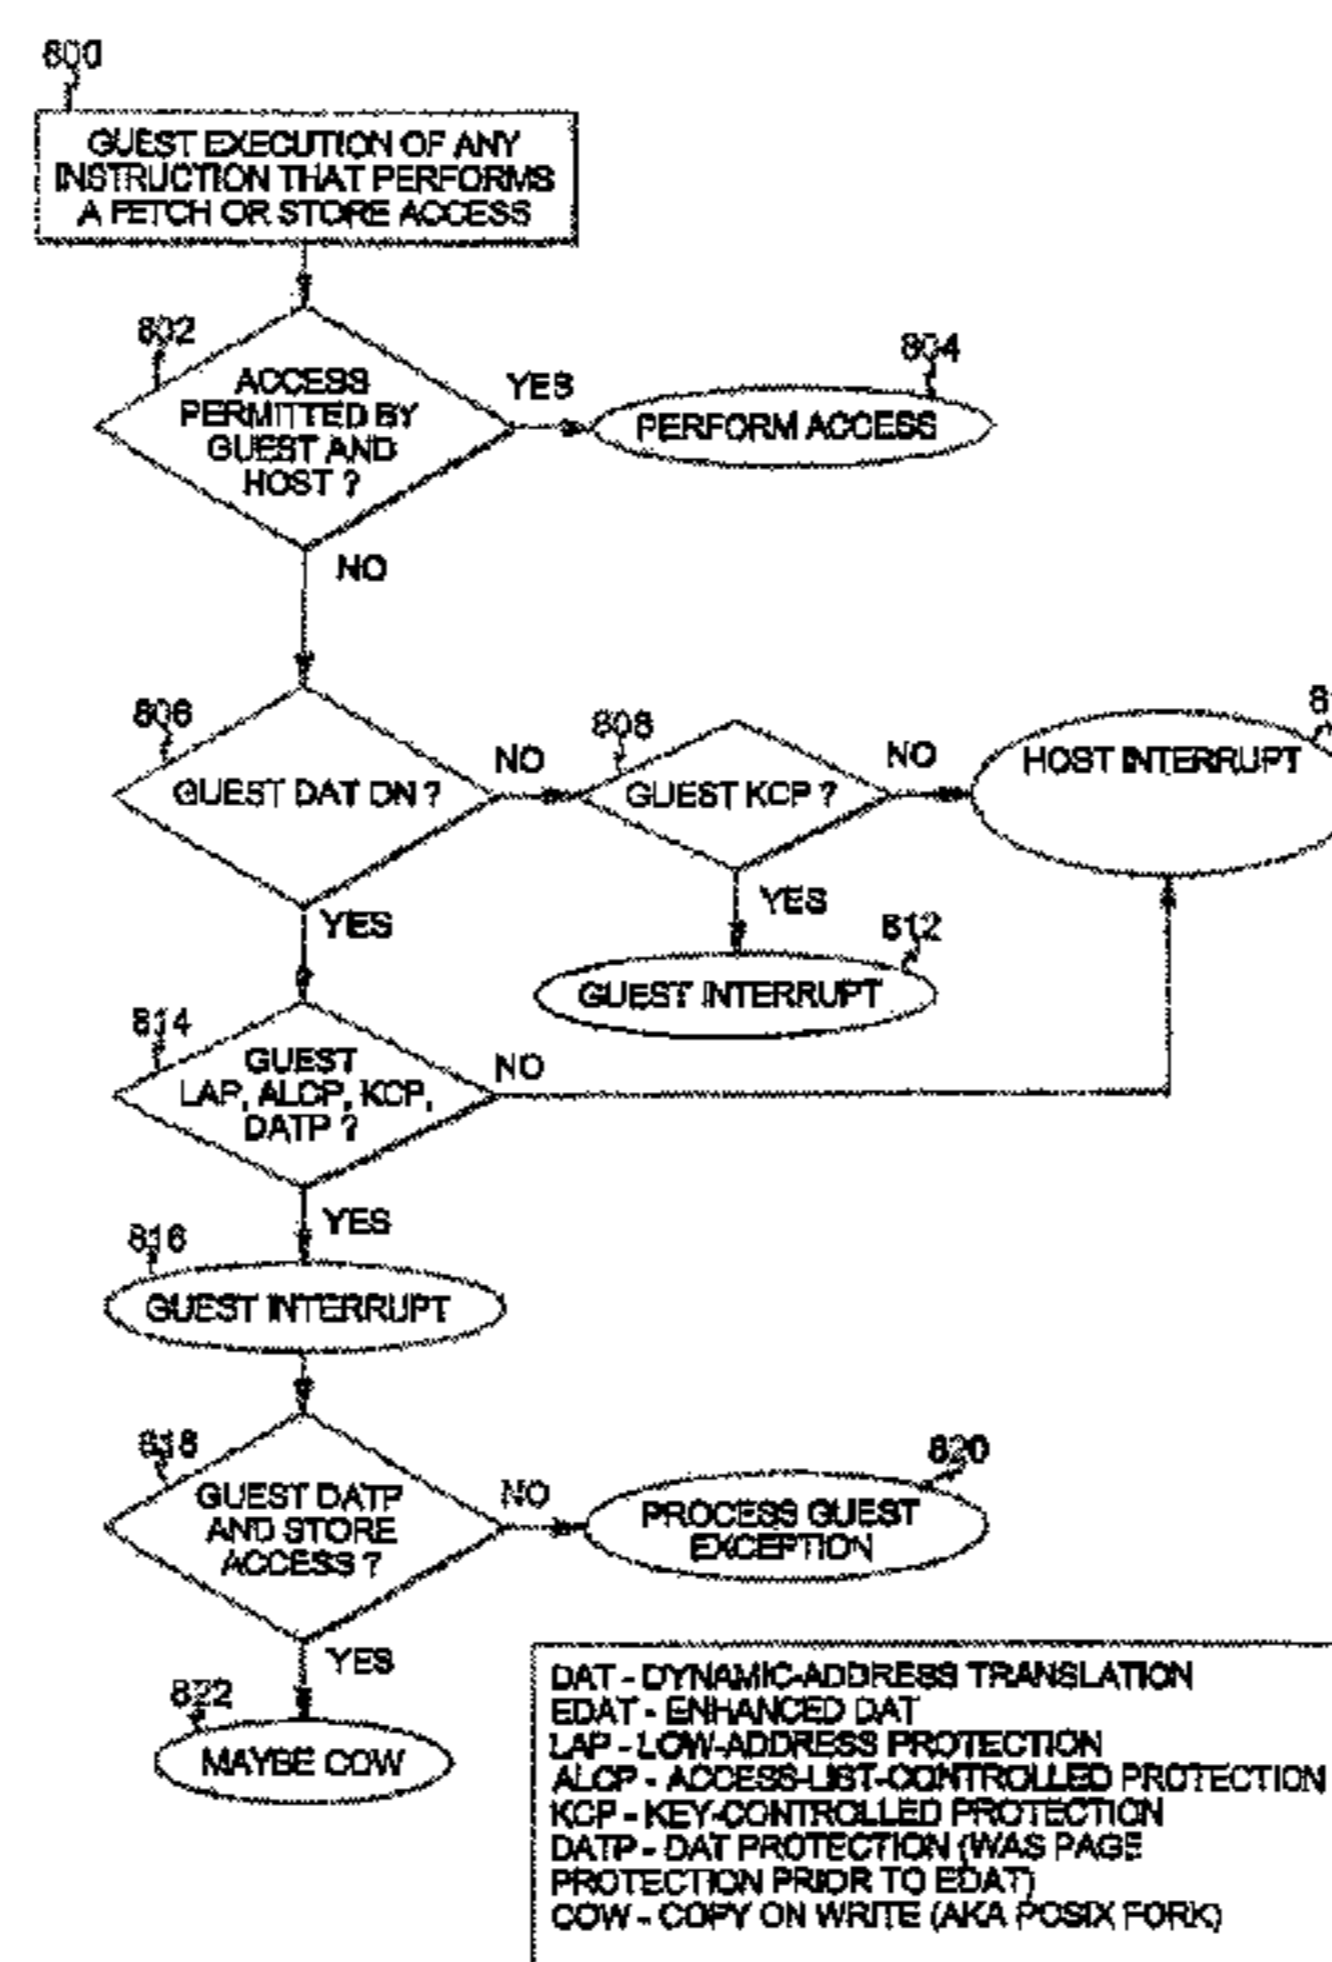 800
GUEST EXECUTION OF ANY
INSTRUCTION THAT PERFORMS
A FETCH OR STORE ACCESS
802
ACCESS
PERMITTED BY
GUEST AND
HOST ?
YES
804
PERFORM ACCESS
NO
806
GUEST DAT ON ?
NO
808
GUEST KCP ?
NO
HOST INTERRUPT
YES
YES
812
GUEST INTERRUPT
814
GUEST
LAP, ALCP, KCP,
DATP ?
NO
YES
816
GUEST INTERRUPT
818
GUEST DATP
AND STORE
ACCESS ?
NO
820
PROCESS GUEST
EXCEPTION
YES
822
MAYBE COW
DAT - DYNAMIC-ADDRESS TRANSLATION
EDAT - ENHANCED DAT
LAP - LOW-ADDRESS PROTECTION
ALCP - ACCESS-LIST-CONTROLLED PROTECTION
KCP - KEY-CONTROLLED PROTECTION
DATP - DAT PROTECTION (WAS PAGE
PROTECTION PRIOR TO EDAT)
COW - COPY ON WRITE (AKA POSIX FORK)